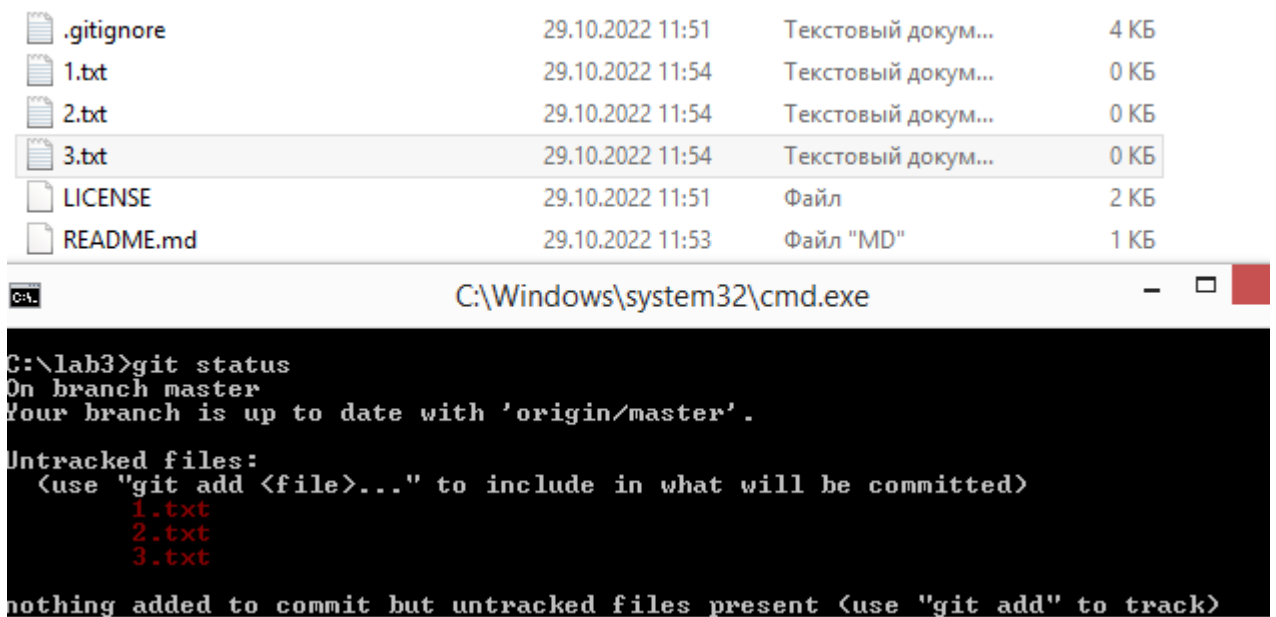 .gitignore 29.10.2022 11:51 Текстовый докум... 4 КБ
1.txt 29.10.2022 11:54 Текстовый докум... 0 КБ
2.txt 29.10.2022 11:54 Текстовый докум... 0 КБ
3.txt 29.10.2022 11:54 Текстовый докум... 0 КБ
LICENSE 29.10.2022 11:51 Файл 2 КБ
README.md 29.10.2022 11:53 Файл "MD" 1 КБ
C:\Windows\system32\cmd.exe
C:\lab3>git status
On branch master
Your branch is up to date with 'origin/master'.
Untracked files:
(use "git add <file>..." to include in what will be committed)
1.txt
2.txt
3.txt
nothing added to commit but untracked files present (use "git add" to track)